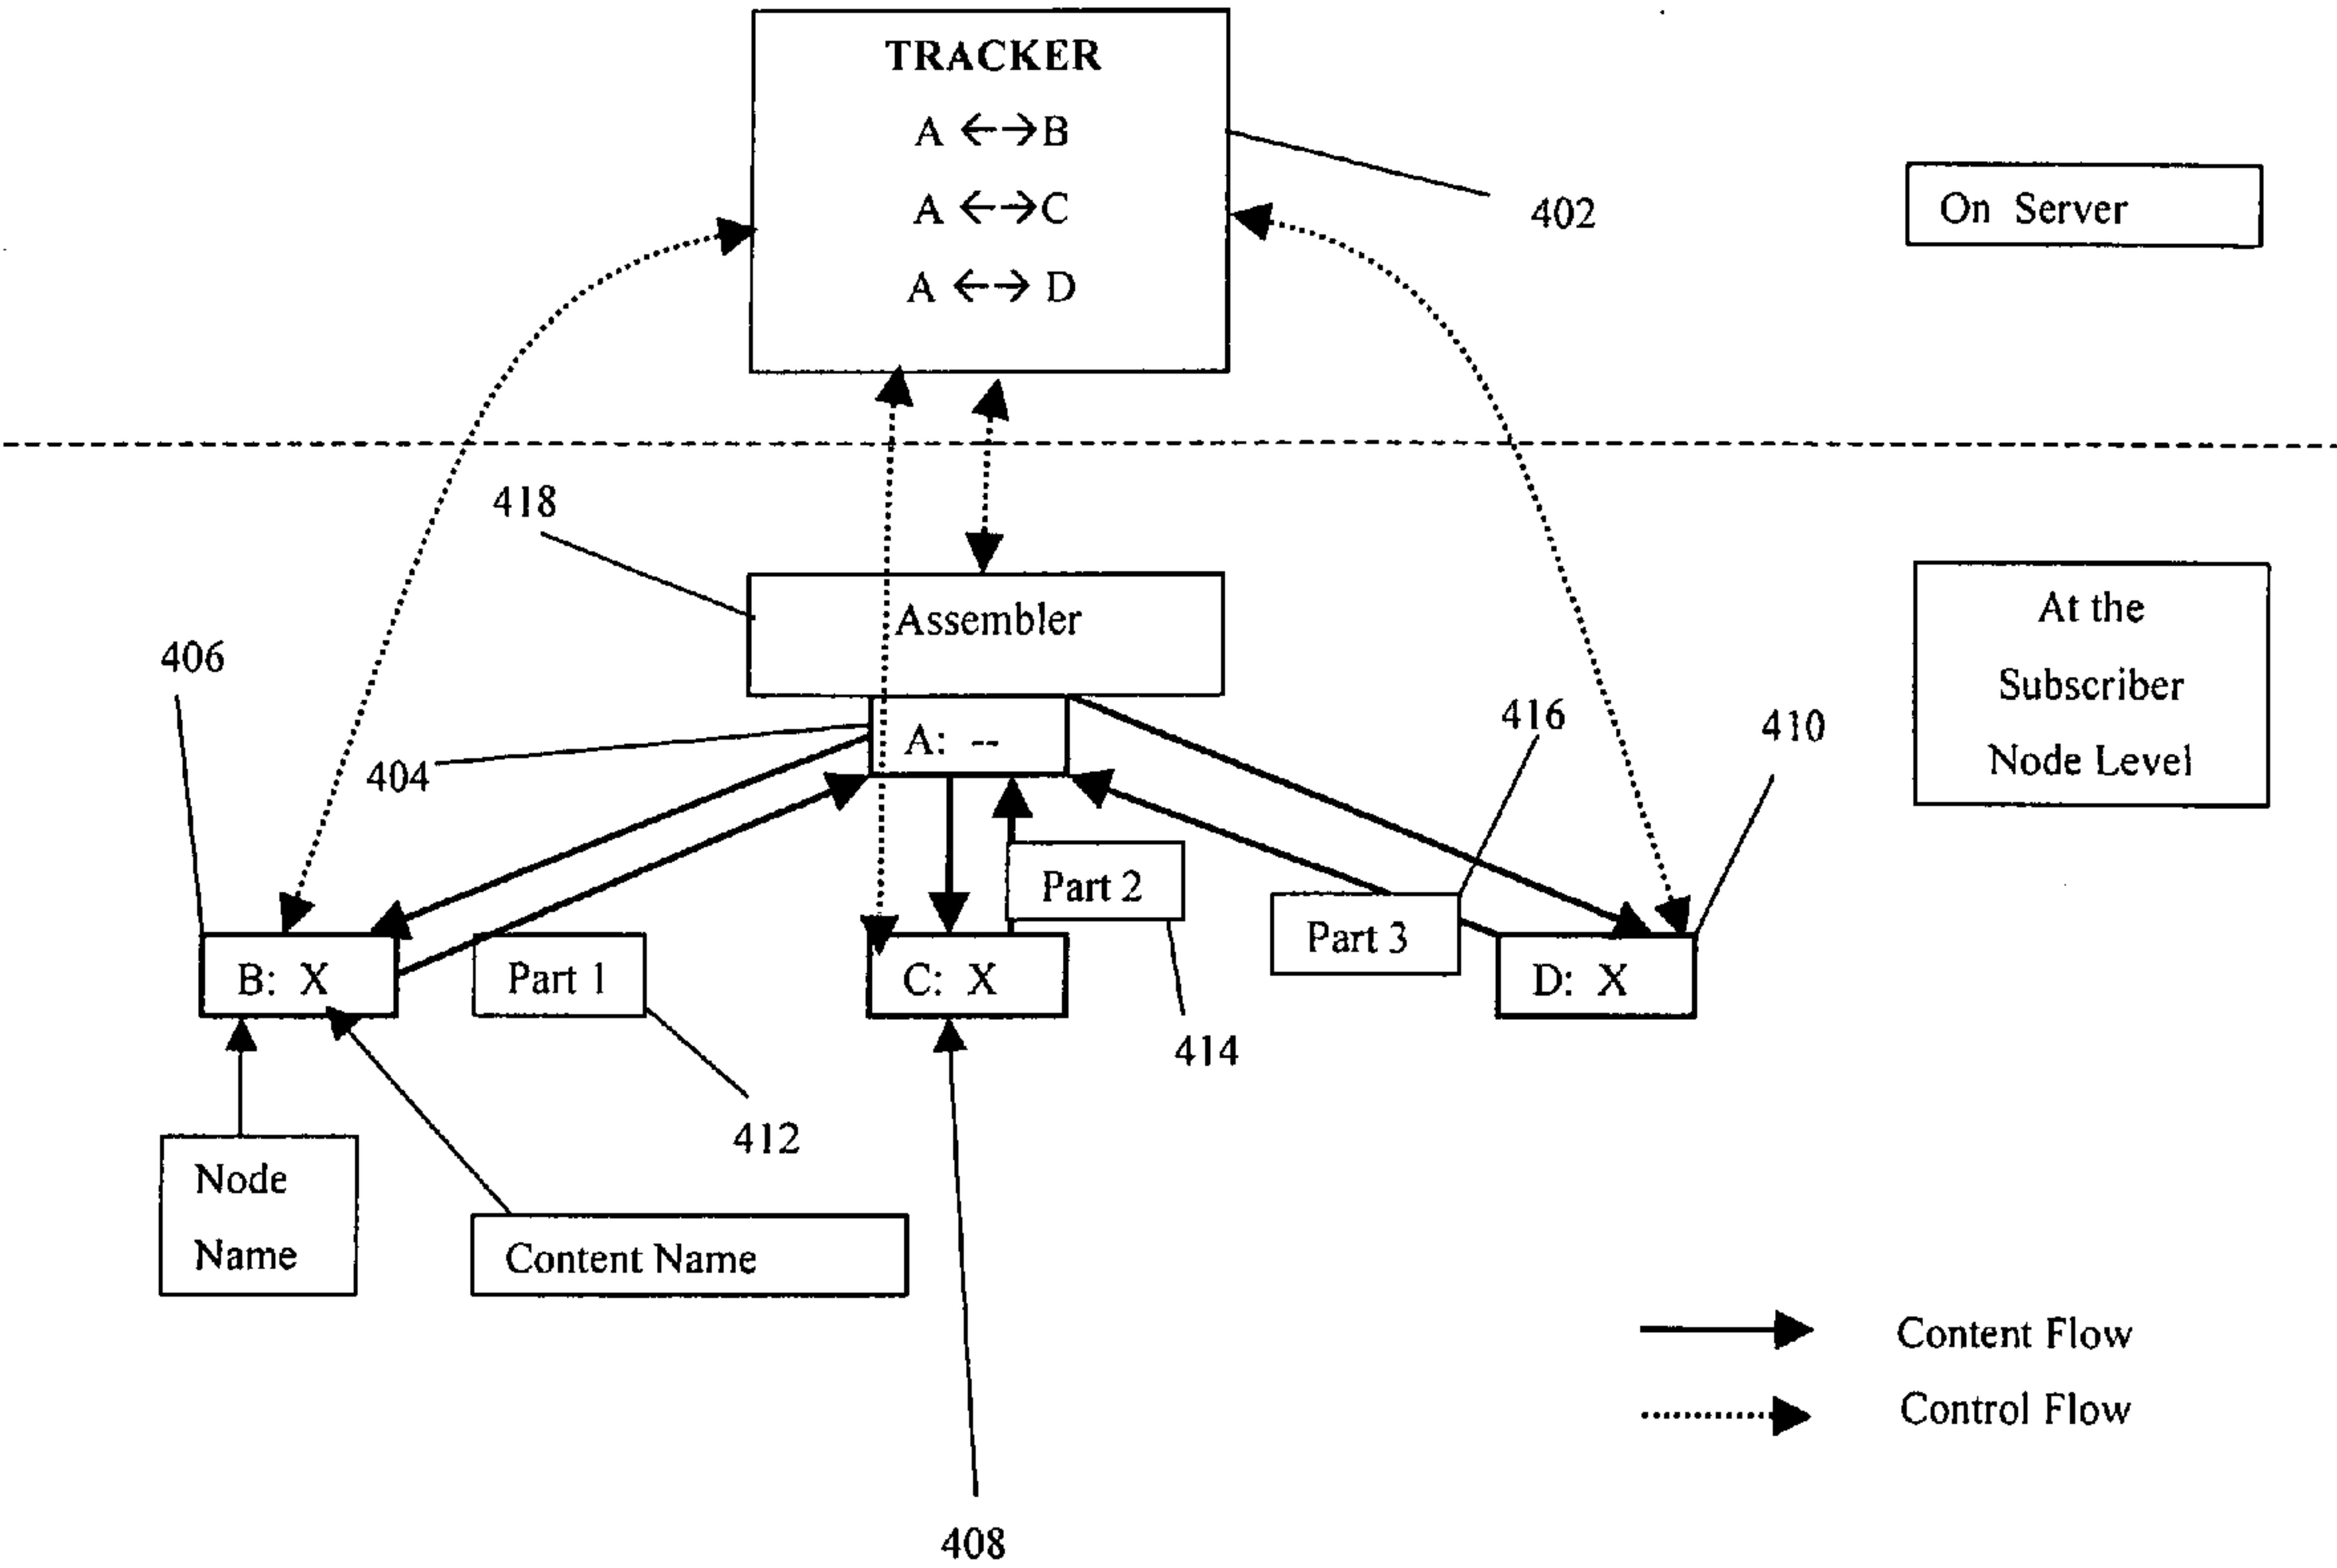 TRACKER
A ←→B
A ←→C
A ←→ D
402
On Server
418
Assembler
At the
Subscriber
Node Level
406
404
A: --
416
410
Part 2
Part 3
B: X
Part 1
C: X
D: X
414
412
Node
Name
Content Name
Content Flow
Control Flow
408